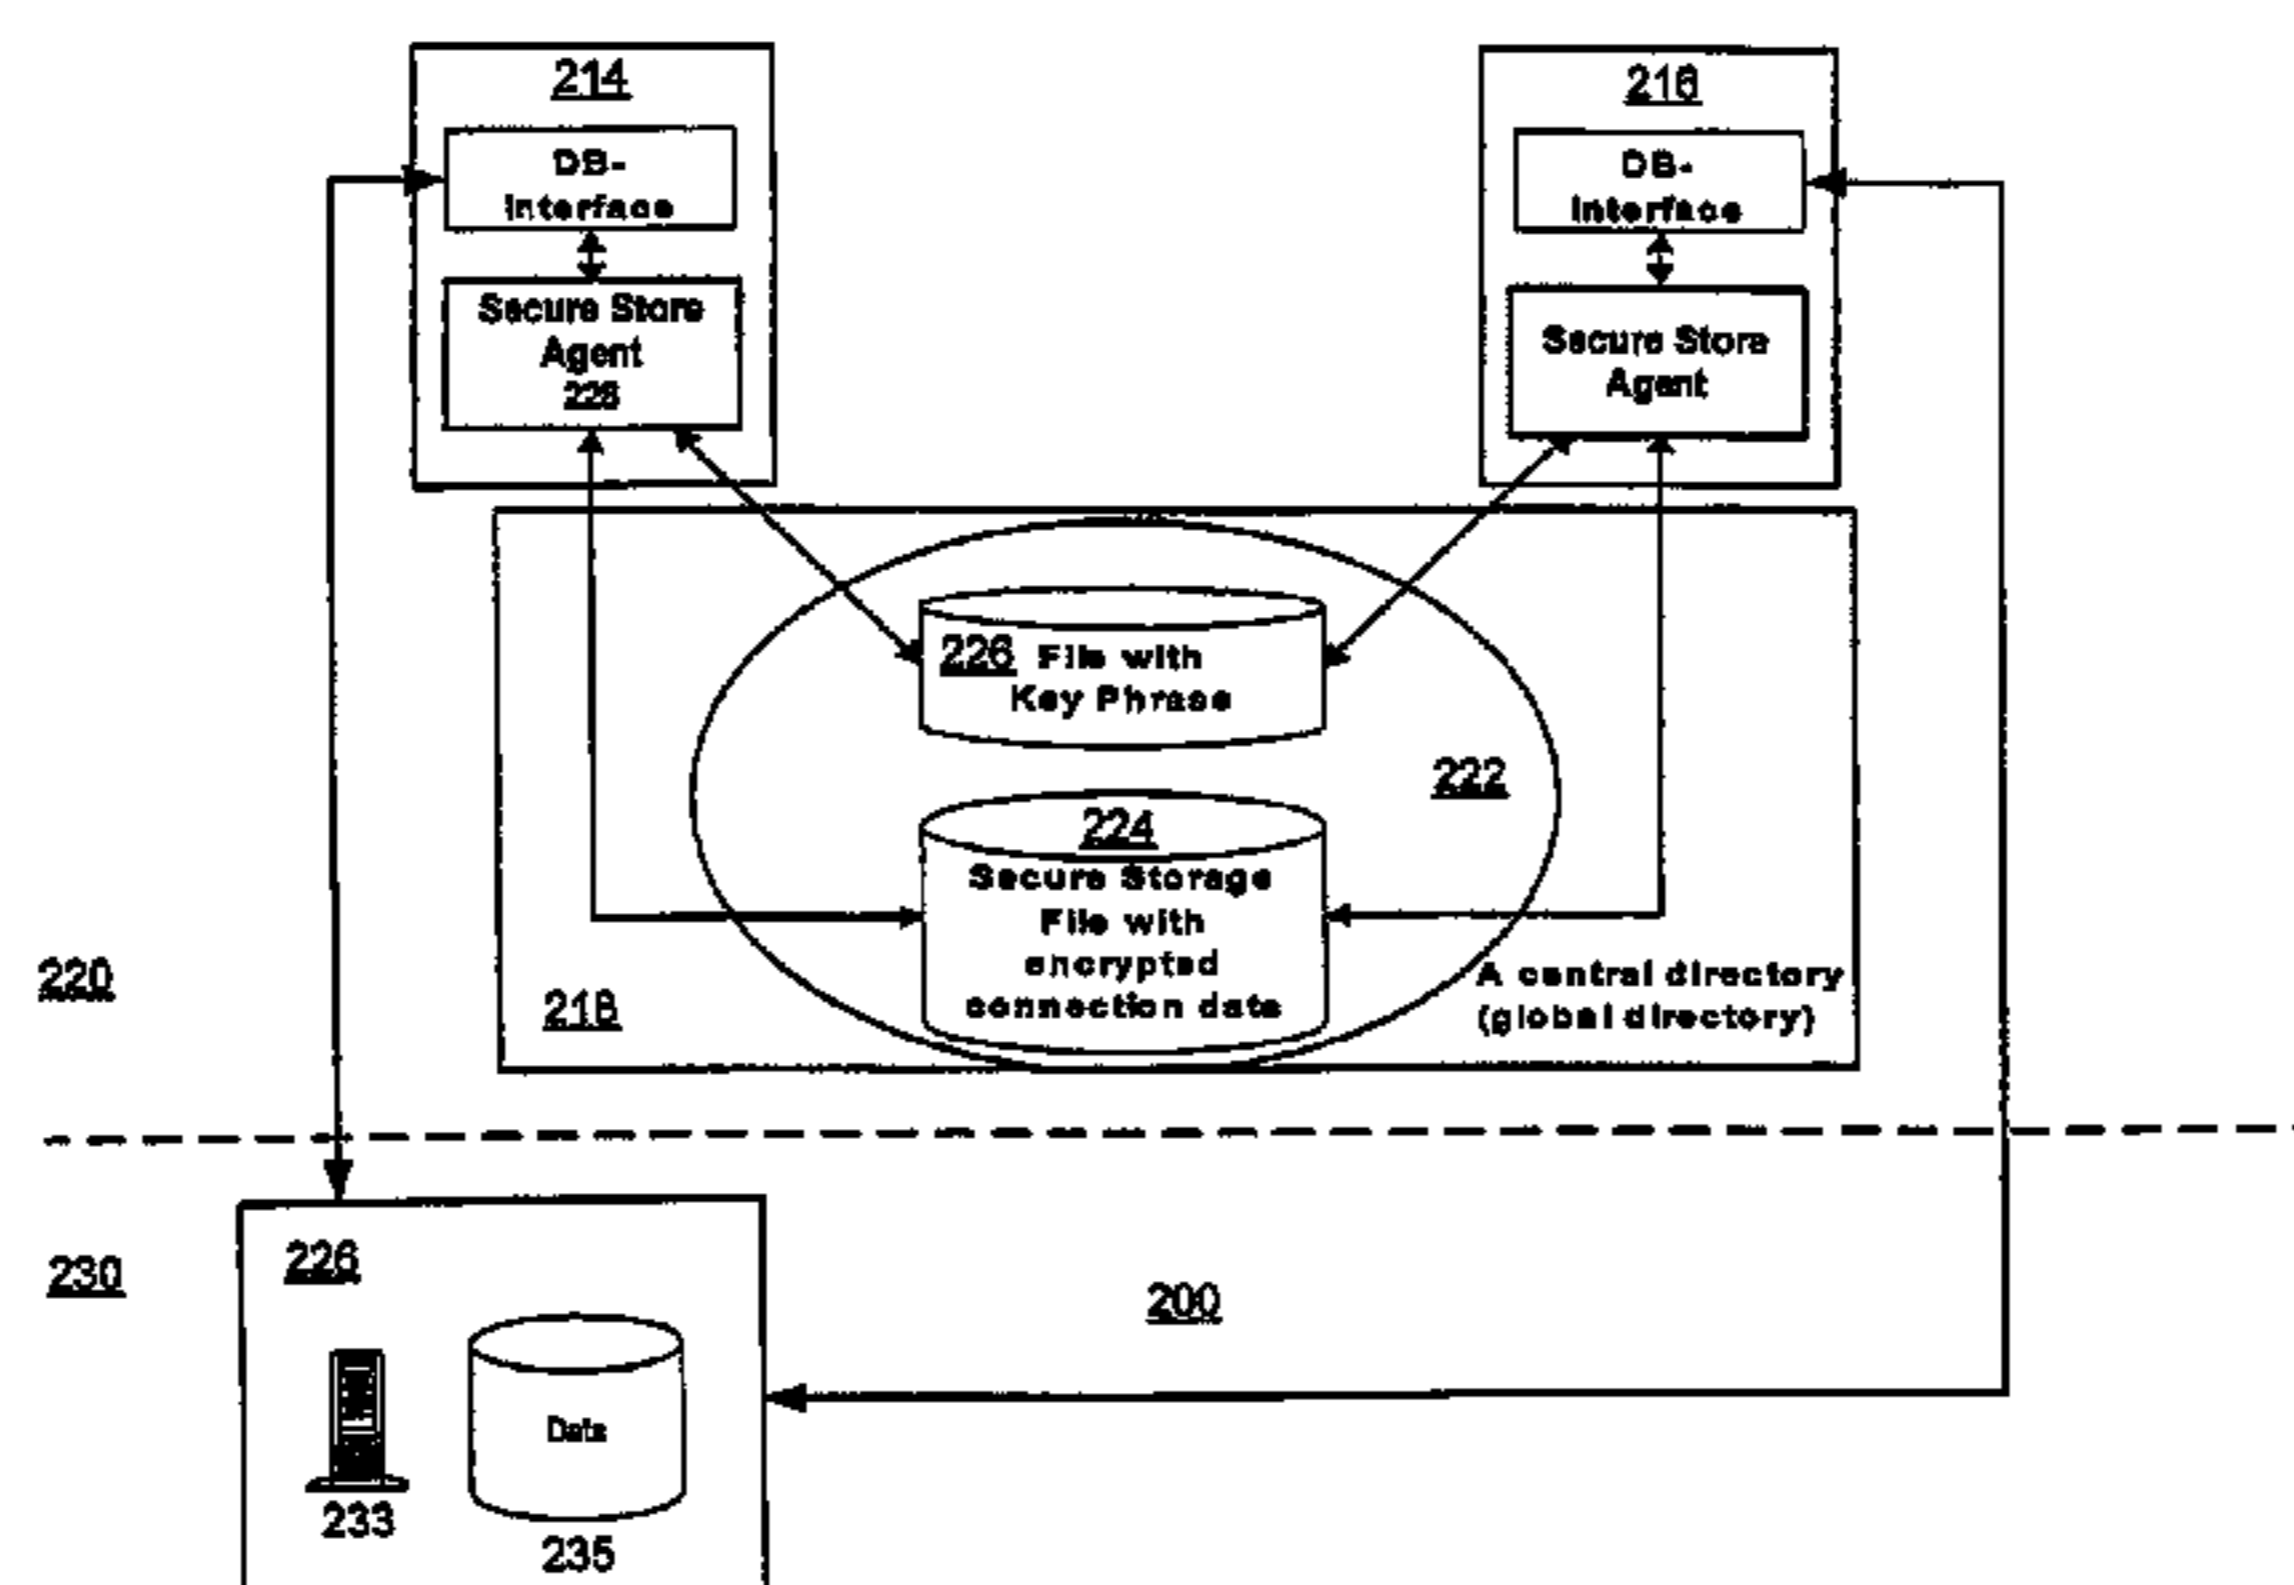 214
DB-
Interface
Secure Store
Agent
228
216
DB-
Interface
Secure Store
Agent
226 File with
Key Phrase
222
224
Secure Storage
File with
encrypted
connection data
A central directory
(global directory)
218
220
230
226
200
Data
233
235